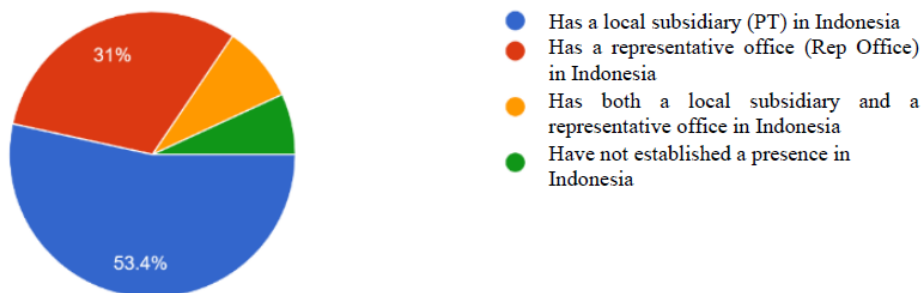 31%
53.4%
Has a local subsidiary (PT) in Indonesia
Has a representative office (Rep Office)
in Indonesia
Has both a local subsidiary and a
representative office in Indonesia
Have not established a presence in
Indonesia